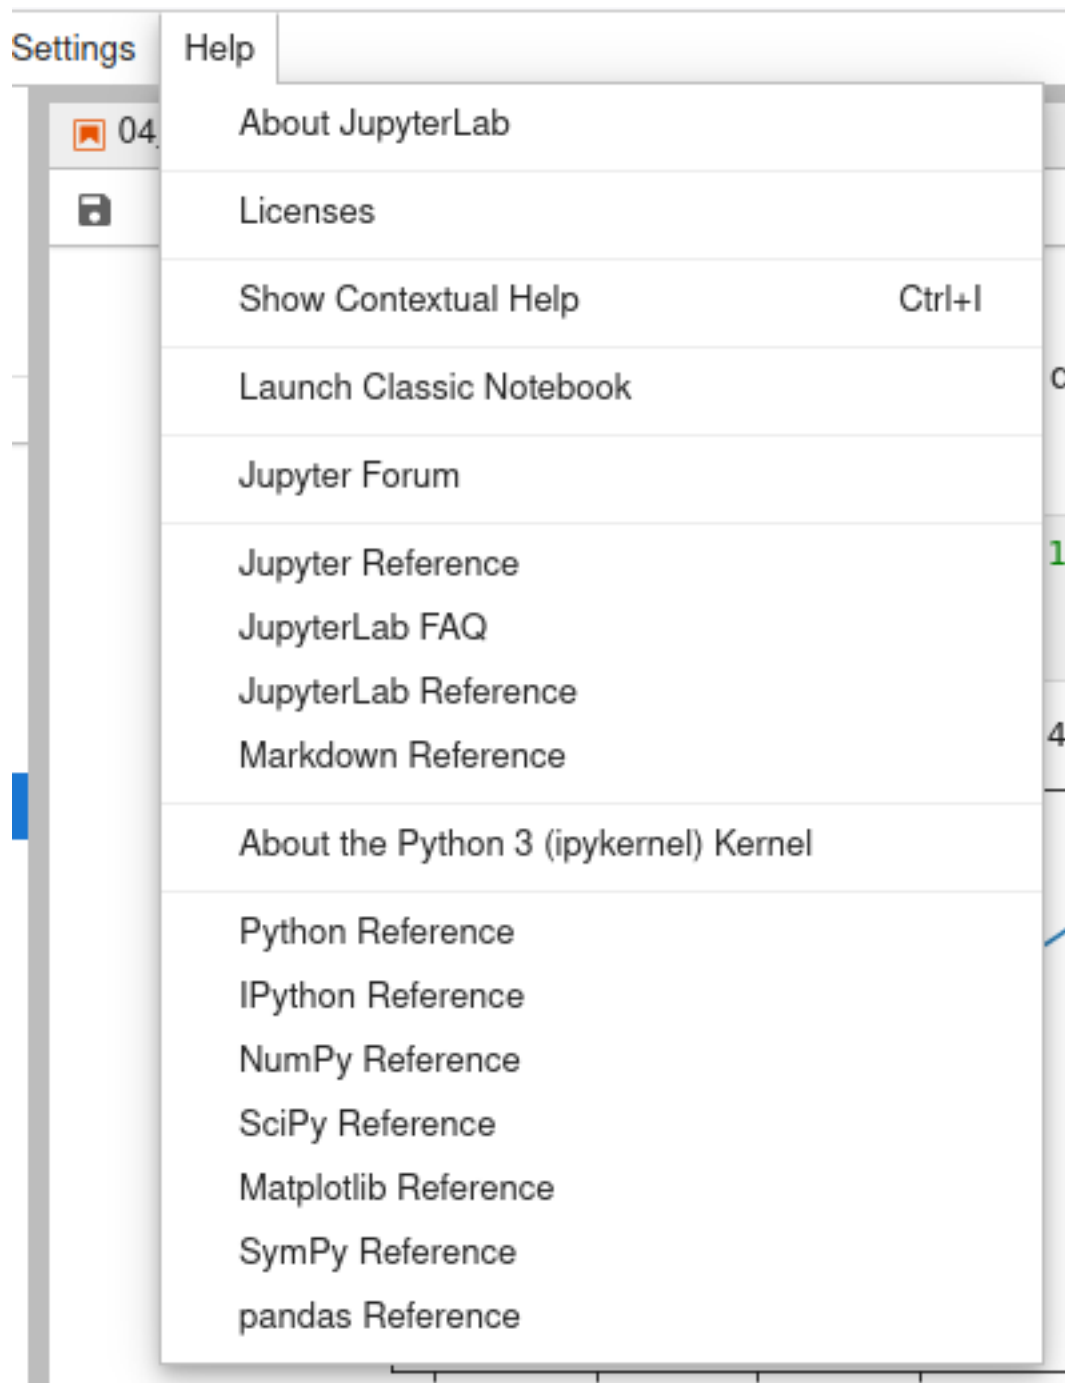 Settings Help
04
About JupyterLab
Licenses
Show Contextual Help Ctrl+I
Launch Classic Notebook
Jupyter Forum
Jupyter Reference
1
JupyterLab FAQ
JupyterLab Reference
4
Markdown Reference
About the Python 3 (ipykernel) Kernel
Python Reference
IPython Reference
NumPy Reference
SciPy Reference
Matplotlib Reference
SymPy Reference
pandas Reference